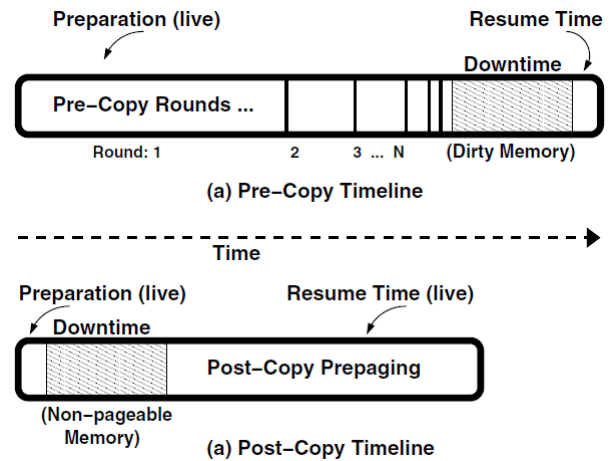 Preparation (live)
Resume Time
Downtime
Pre-Copy Rounds ...
Round: 1 2 3 ... N
(Dirty Memory)
(a) Pre-Copy Timeline
Time
Preparation (live)
Resume Time (live)
Downtime
Post-Copy Prepaging
(Non-pageable
Memory)
(a) Post-Copy Timeline